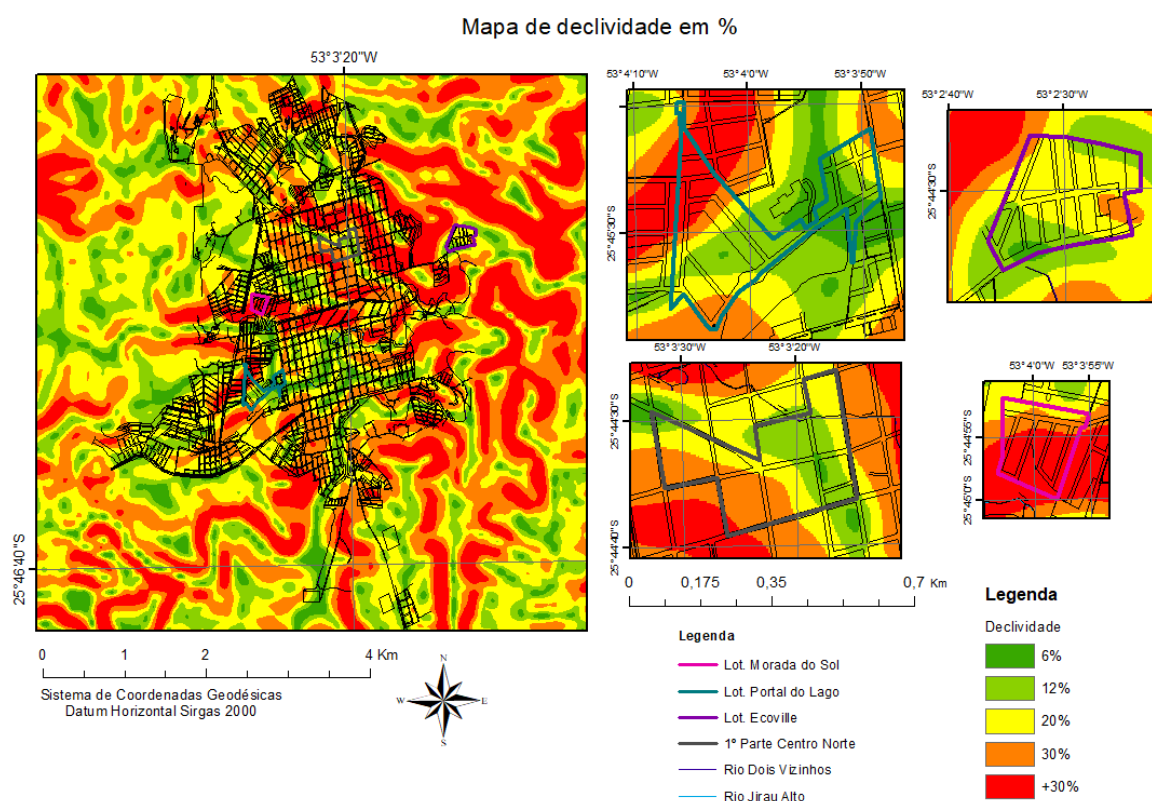 Mapa de declividade em %
53°3'20"W
25°46'40"S
0 1 2 4 Km
Sistema de Coordenadas Geodésicas
Datum Horizontal Sirgas 2000
N
W E
S
53°4'10"W 53°4'0"W 53°3'50"W
25°45'30"S
53°2'40"W 53°2'30"W
25°44'30"S
53°3'30"W 53°3'20"W
25°44'30"S
25°44'40"S
53°4'0"W 53°3'55"W
25°44'55"S
25°45'0"S
0 0,175 0,35 0,7 Km
Legenda
Lot. Morada do Sol
Lot. Portal do Lago
Lot. Ecoville
1º Parte Centro Norte
Rio Dois Vizinhos
Rio Jirau Alto
Legenda
Declividade
6%
12%
20%
30%
+30%